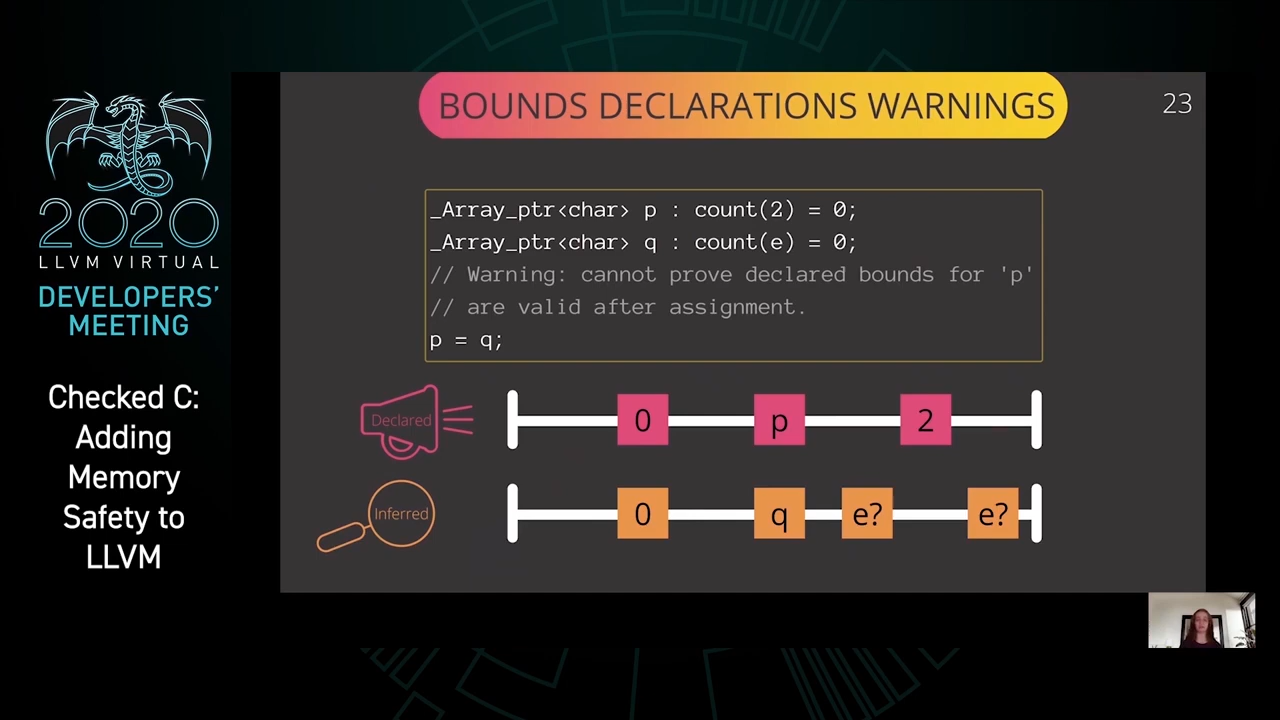 2020
LLVM VIRTUAL
DEVELOPERS'
MEETING
Checked C:
Adding
Memory
Safety to
LLVM
BOUNDS DECLARATIONS WARNINGS
23
_Array_ptr<char> p : count(2) = 0;
_Array_ptr<char> q : count(e) = 0;
// Warning: cannot prove declared bounds for 'p'
// are valid after assignment.
p = q;
Declared
0 p 2
Inferred
0 q e? e?